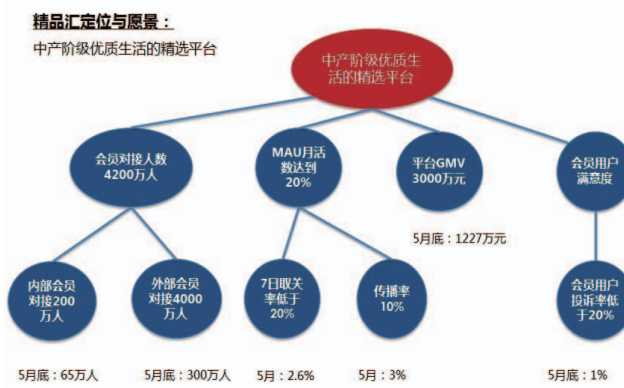 精品汇定位与愿景：
中产阶级优质生活的精选平台
中产阶级优质生
活的精选平台
会员对接人数
4200万人
MAU月活
数达到
20%
平台GMV
3000万元
会员用户
满意度
5月底：1227万元
内部会员
对接200
万人
外部会员
对接4000
万人
7日取关
率低于
20%
传播率
10%
会员用户
投诉率低
于20%
5月底：65万人
5月底：300万人
5月：2.6%
5月：3%
5月底：1%